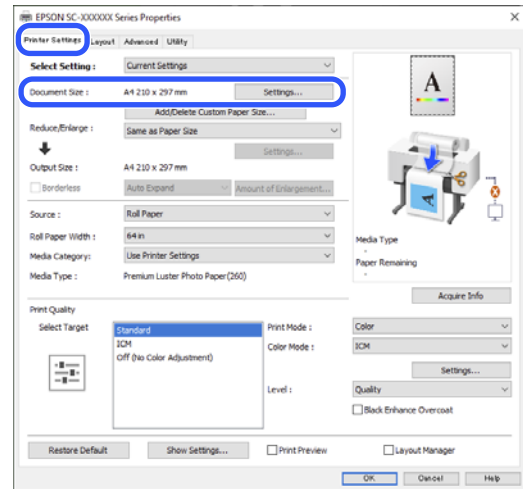 EPSON SC-XXXXXX Series Properties
Printer Settings Layout Advanced Utility
Select Setting : Current Settings
Document Size : A4 210 x 297 mm Settings...
Add/Delete Custom Paper Size...
Reduce/Enlarge : Same as Paper Size
Settings...
Output Size : A4 210 x 297 mm
Borderless Auto Expand Amount of Enlargement...
Source : Roll Paper
Roll Paper Width : 64 in
Media Category: Use Printer Settings
Media Type : Premium Luster Photo Paper(260)
A
A
Media Type
-
Paper Remaining
-
Acquire Info
Print Quality
Select Target Standard
ICM
Off (No Color Adjustment)
Print Mode : Color
Color Mode : ICM
Settings...
Level : Quality
Black Enhance Overcoat
Restore Default Show Settings... Print Preview Layout Manager
OK Cancel Help